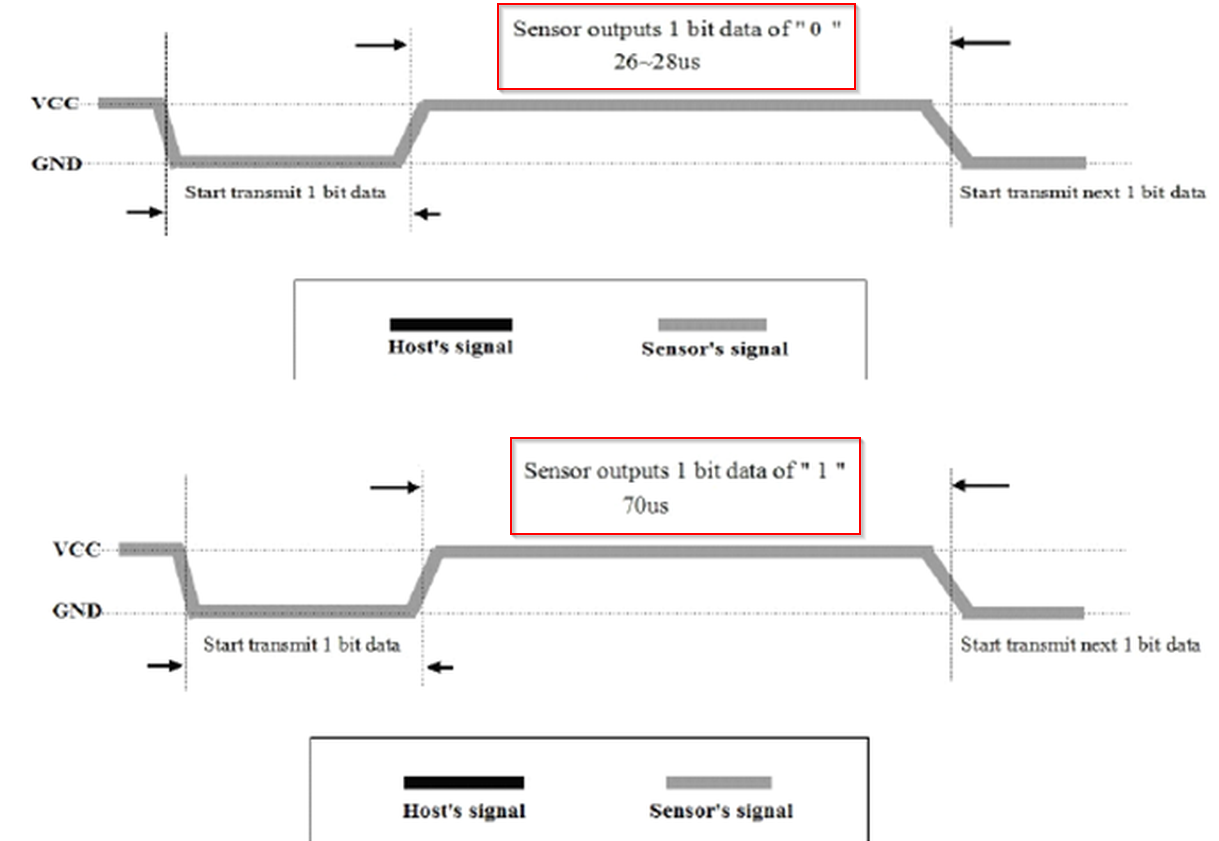 Sensor outputs 1 bit data of " 0 "
26~28us
VCC
GND
Start transmit 1 bit data
Start transmit next 1 bit data
Host's signal
Sensor's signal
Sensor outputs 1 bit data of " 1 "
70us
VCC
GND
Start transmit 1 bit data
Start transmit next 1 bit data
Host's signal
Sensor's signal